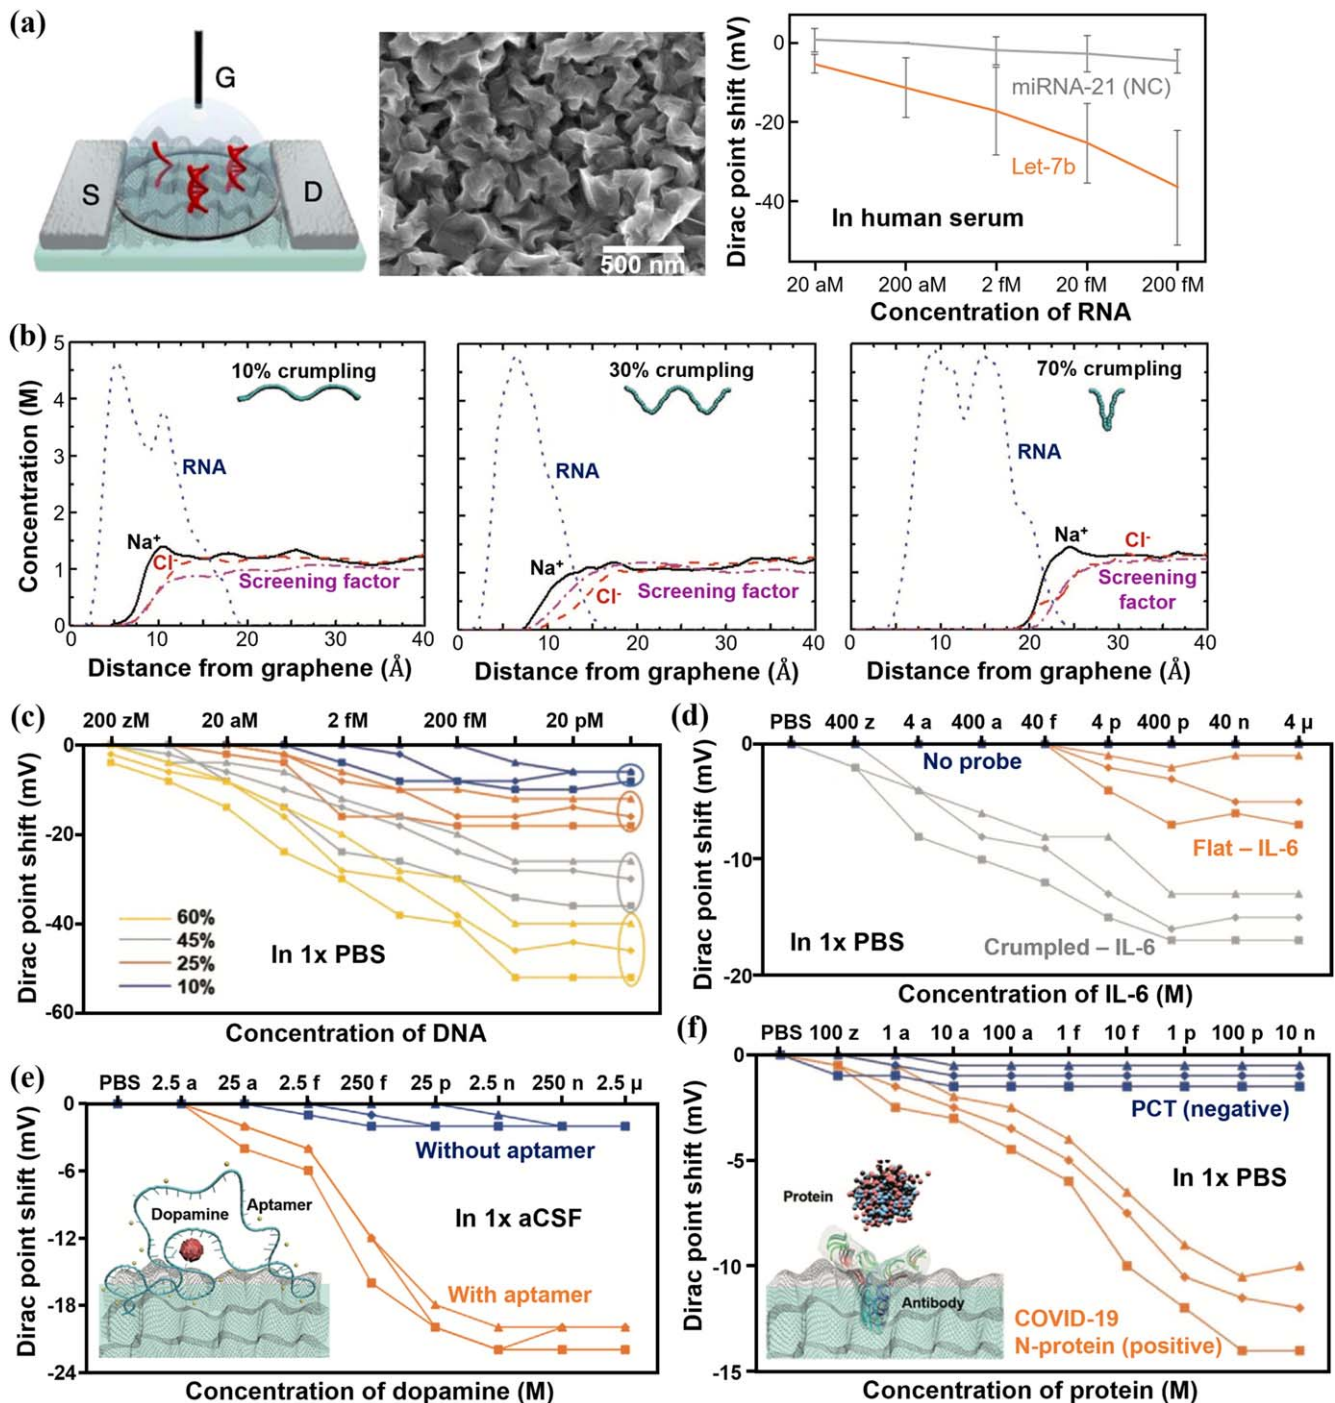 (a)
G
S
D
500 nm
Dirac point shift (mV)
0
-20
-40
miRNA-21 (NC)
Let-7b
In human serum
20 aM 200 aM 2 fM 20 fM 200 fM
Concentration of RNA
(b)
Concentration (M)
5
4
3
2
1
0
10% crumpling
RNA
Na⁺
Cl⁻
Screening factor
0 10 20 30 40
Distance from graphene (Å)
30% crumpling
RNA
Na⁺
Cl⁻
Screening factor
0 10 20 30 40
Distance from graphene (Å)
70% crumpling
RNA
Na⁺
Cl⁻
Screening
factor
0 10 20 30 40
Distance from graphene (Å)
(c)
200 zM 20 aM 2 fM 200 fM 20 pM
Dirac point shift (mV)
0
-20
-40
-60
60%
45%
25%
10%
In 1x PBS
Concentration of DNA
(d)
PBS 400 z 4 a 400 a 40 f 4 p 400 p 40 n 4 μ
Dirac point shift (mV)
0
-10
-20
No probe
Flat – IL-6
In 1x PBS
Crumpled – IL-6
Concentration of IL-6 (M)
(e)
PBS 2.5 a 25 a 2.5 f 250 f 25 p 2.5 n 250 n 2.5 μ
Dirac point shift (mV)
0
-6
-12
-18
-24
Without aptamer
Aptamer
Dopamine
In 1x aCSF
With aptamer
Concentration of dopamine (M)
(f)
PBS 100 z 1 a 10 a 100 a 1 f 10 f 1 p 100 p 10 n
Dirac point shift (mV)
0
-5
-10
-15
PCT (negative)
In 1x PBS
Protein
Antibody
COVID-19
N-protein (positive)
Concentration of protein (M)